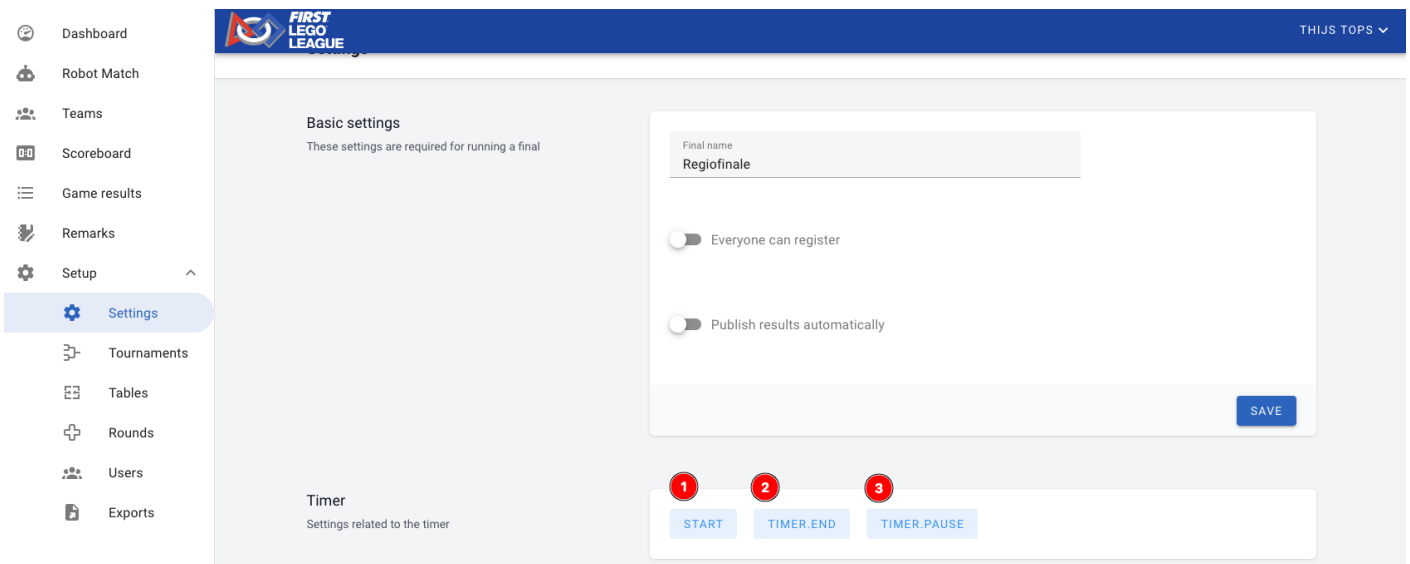 Dashboard
Robot Match
Teams
Scoreboard
Game results
Remarks
Setup
Settings
Tournaments
Tables
Rounds
Users
Exports
FIRST
LEGO
LEAGUE
THIJS TOPS
Settings
Basic settings
These settings are required for running a final
Final name
Regiofinale
Everyone can register
Publish results automatically
SAVE
Timer
Settings related to the timer
1
START
2
TIMER.END
3
TIMER.PAUSE